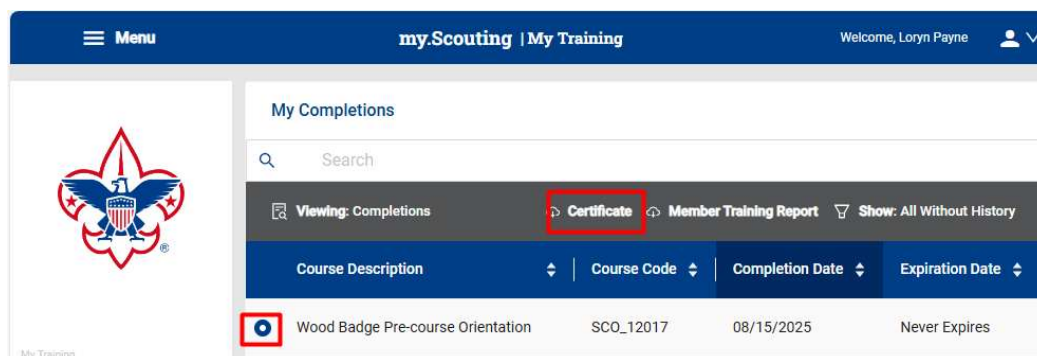 Menu
my.Scouting | My Training
Welcome, Loryn Payne
My Completions
Search
Viewing: Completions
Certificate
Member Training Report
Show: All Without History
Course Description
Course Code
Completion Date
Expiration Date
Wood Badge Pre-course Orientation
SCO_12017
08/15/2025
Never Expires
My Training
®